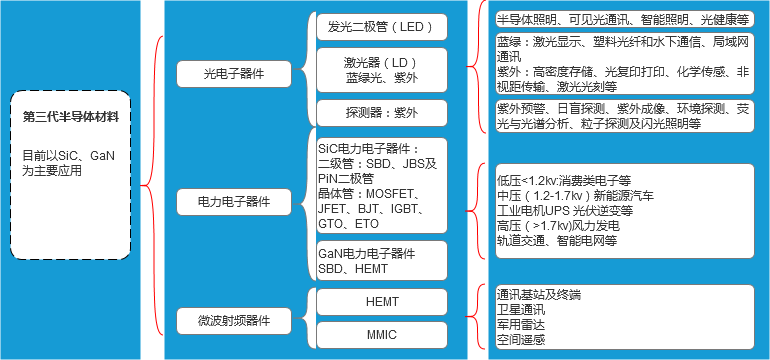 第三代半导体材料
目前以SiC、GaN
为主要应用
光电子器件
发光二极管（LED）
激光器（LD）
蓝绿光、紫外
探测器：紫外
半导体照明、可见光通讯、智能照明、光健康等
蓝绿：激光显示、塑料光纤和水下通信、局域网
通讯
紫外：高密度存储、光复印打印、化学传感、非
视距传输、激光光刻等
紫外预警、日盲探测、紫外成像、环境探测、荧
光与光谱分析、粒子探测及闪光照明等
电力电子器件
SiC电力电子器件：
二级管：SBD、JBS及
PiN二极管
晶体管：MOSFET、
JFET、BJT、IGBT、
GTO、ETO
GaN电力电子器件
SBD、HEMT
低压<1.2kv:消费类电子等
中压（1.2-1.7kv）新能源汽车
工业电机UPS 光伏逆变等
高压（>1.7kv)风力发电
轨道交通、智能电网等
微波射频器件
HEMT
MMIC
通讯基站及终端
卫星通讯
军用雷达
空间遥感